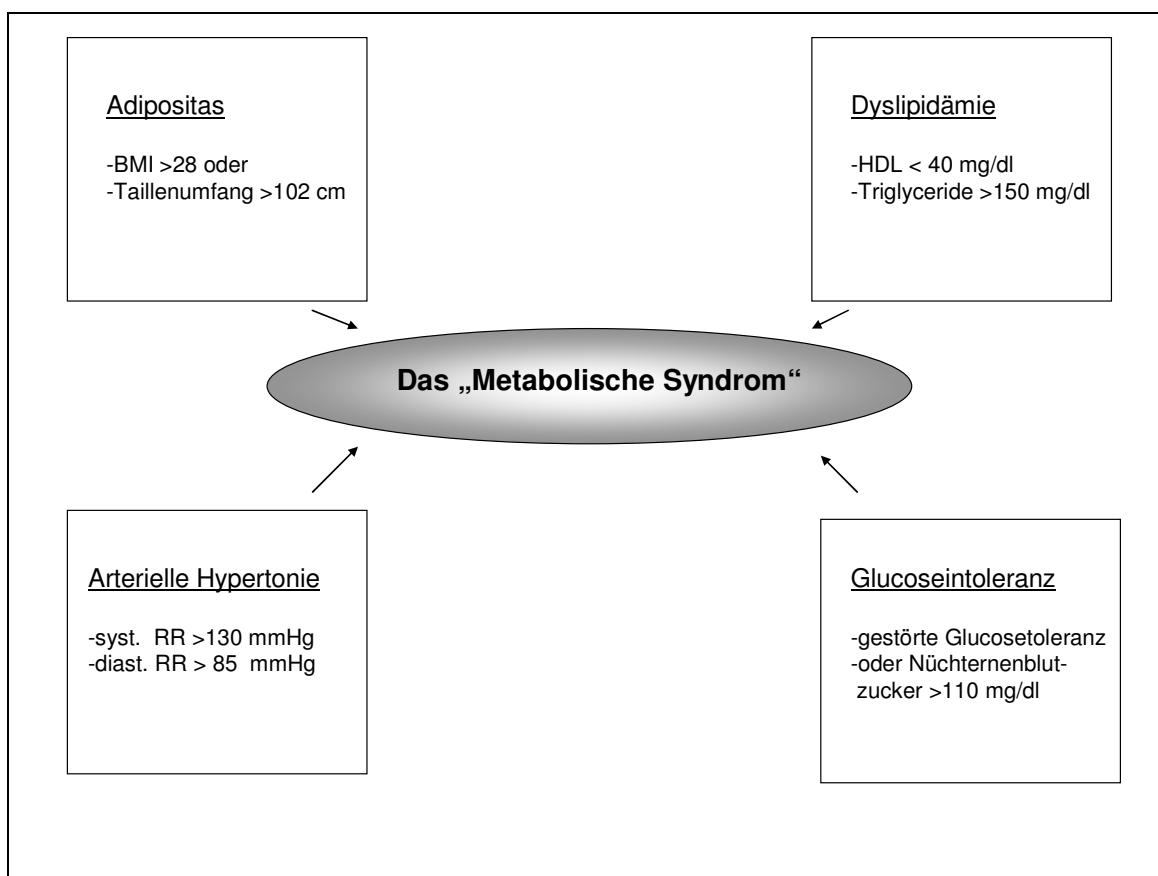 Adipositas
-BMI >28 oder
-Taillenumfang >102 cm
Dyslipidämie
-HDL < 40 mg/dl
-Triglyceride >150 mg/dl
Das „Metabolische Syndrom“
Arterielle Hypertonie
-syst. RR >130 mmHg
-diast. RR > 85 mmHg
Glucoseintoleranz
-gestörte Glucosetoleranz
-oder Nüchternenblut-
zucker >110 mg/dl